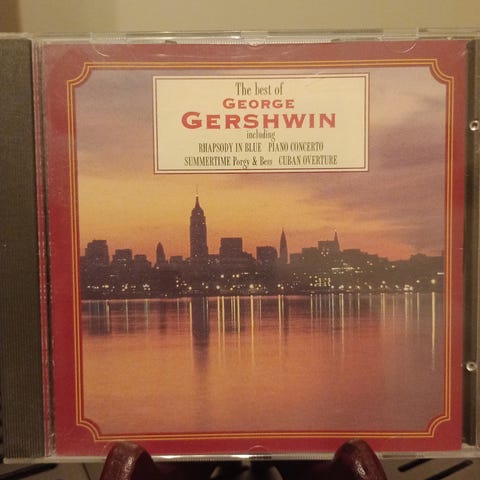 The best of
GEORGE
GERSHWIN
including
RHAPSODY IN BLUE PIANO CONCERTO
SUMMERTIME Porgy & Bess CUBAN OVERTURE